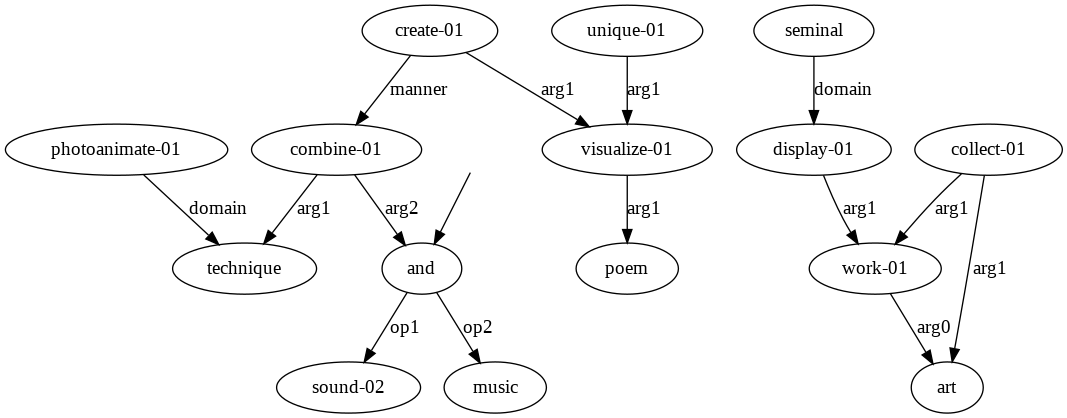 create-01 unique-01 seminal
manner arg1 arg1 domain
photoanimate-01 combine-01 visualize-01 display-01 collect-01
domain arg1 arg2 arg1 arg1 arg1
technique and poem work-01 arg1
op1 op2 arg0
sound-02 music art